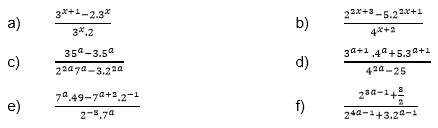 a) (3^{x+1}-2.3^{x})/(3^{x}.2) b) (2^{2x+3}-5.2^{2x+1})/(4^{x+2})
c) (35^{a}-3.5^{a})/(2^{2a}7^{a}-3.2^{2a}) d) (3^{a+1}.4^{a}+5.3^{a+1})/(4^{2a}-25)
e) (7^{a}.49-7^{a+2}.2^{-1})/(2^{-3}.7^{a}) f) (2^{3a-1}+3/2)/(2^{4a-1}+3.2^{a-1})